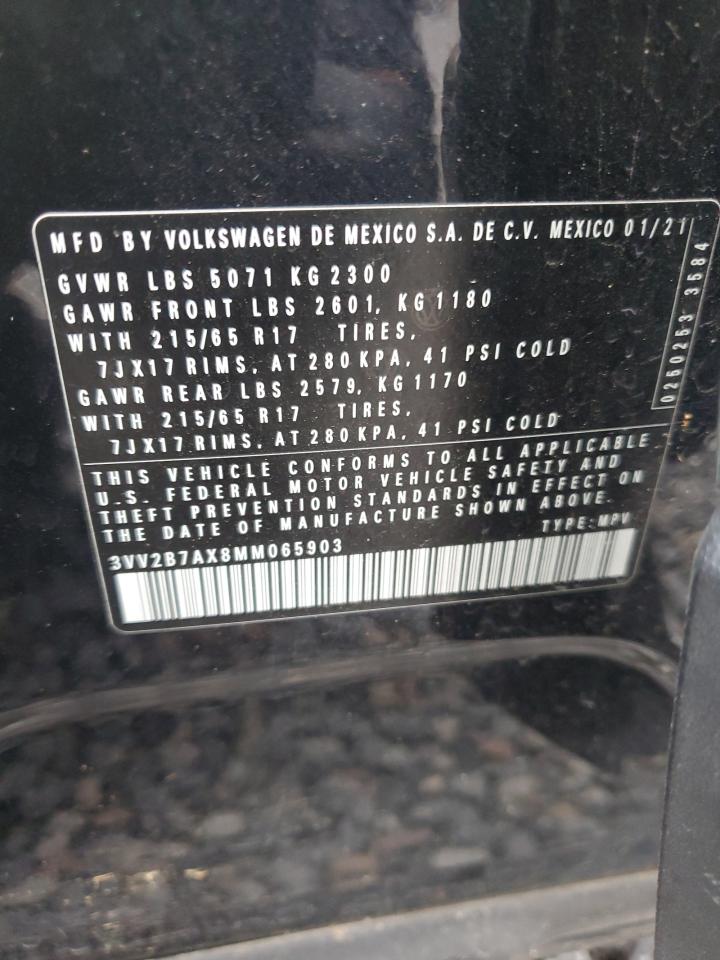 MFD BY VOLKSWAGEN DE MEXICO S.A. DE C.V. MEXICO 01/21
GVWR LBS 5071 KG 2300
GAWR FRONT LBS 2601, KG 1180
WITH 215/65 R17 TIRES,
7JX17 RIMS, AT 280 KPA, 41 PSI COLD
GAWR REAR LBS 2579, KG 1170
WITH 215/65 R17 TIRES,
7JX17 RIMS, AT 280 KPA, 41 PSI COLD
0250253 3584
THIS VEHICLE CONFORMS TO ALL APPLICABLE
U.S. FEDERAL MOTOR VEHICLE SAFETY AND
THEFT PREVENTION STANDARDS IN EFFECT ON
THE DATE OF MANUFACTURE SHOWN ABOVE.
TYPE: MPV
3VV2B7AX8MM065903